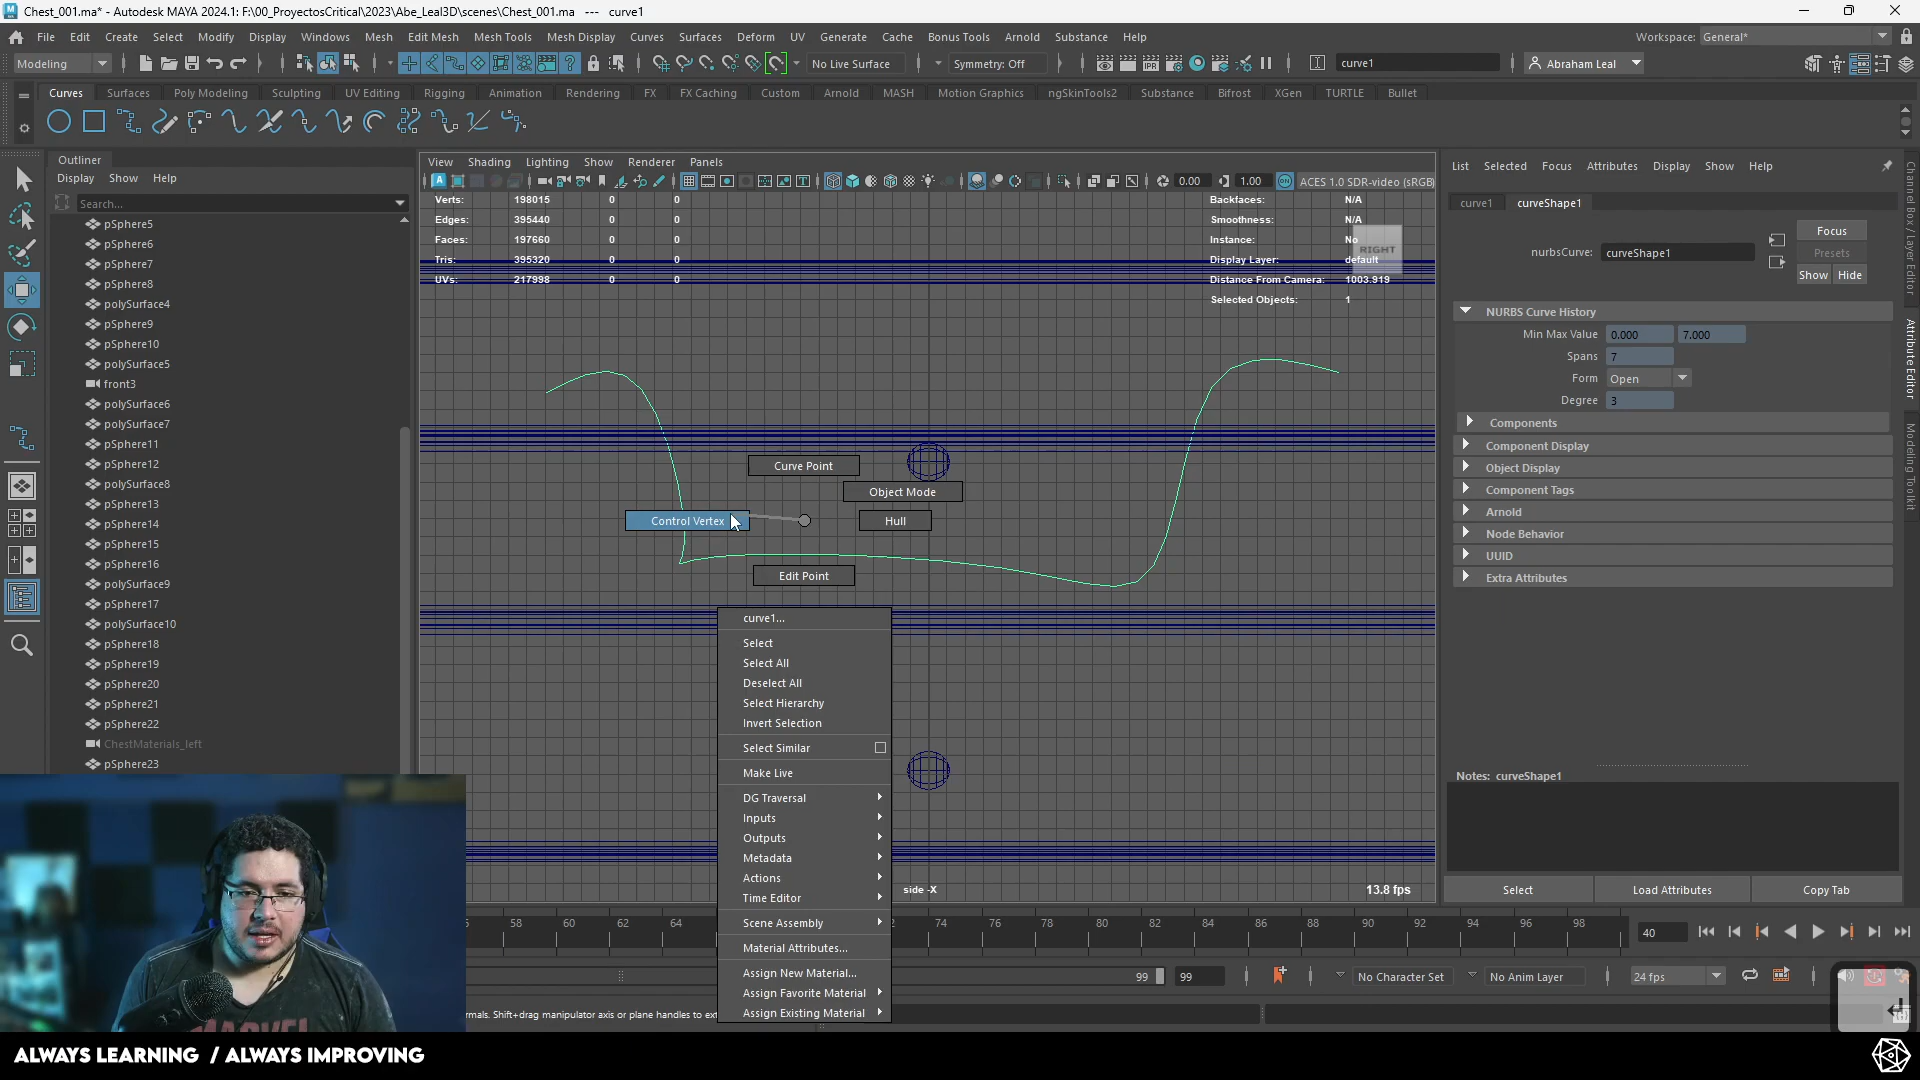 Chest_001.ma* - Autodesk MAYA 2024.1: F:\00_ProyectosCritical\2023\Abe_Leal3D\scenes\Chest_001.ma --- curve1
File Edit Create Select Modify Display Windows Mesh Edit Mesh Mesh Tools Mesh Display Curves Surfaces Deform UV Generate Cache Bonus Tools Arnold Substance Help
Workspace: General*
Modeling
No Live Surface
Symmetry: Off
curve1
Abraham Leal
Curves Surfaces Poly Modeling Sculpting UV Editing Rigging Animation Rendering FX FX Caching Custom Arnold MASH Motion Graphics ngSkinTools2 Substance Bifrost XGen TURTLE Bullet
Outliner
Display Show Help
Search...
pSphere5
pSphere6
pSphere7
pSphere8
polySurface4
pSphere9
pSphere10
polySurface5
front3
polySurface6
polySurface7
pSphere11
pSphere12
polySurface8
pSphere13
pSphere14
pSphere15
pSphere16
polySurface9
pSphere17
polySurface10
pSphere18
pSphere19
pSphere20
pSphere21
pSphere22
ChestMaterials_left
pSphere23
View Shading Lighting Show Renderer Panels
0.00 1.00 ACES 1.0 SDR-video (sRGB)
Verts: 198015 0 0
Edges: 395440 0 0
Faces: 197660 0 0
Tris: 395320 0 0
UVs: 217998 0 0
Backfaces: N/A
Smoothness: N/A
Instance: No
Display Layer: default
Distance From Camera: 1003.919
Selected Objects: 1
RIGHT
Curve Point
Object Mode
Control Vertex
Hull
Edit Point
curve1...
Select
Select All
Deselect All
Select Hierarchy
Invert Selection
Select Similar
Make Live
DG Traversal
Inputs
Outputs
Metadata
Actions
Time Editor
Scene Assembly
Material Attributes...
Assign New Material...
Assign Favorite Material
Assign Existing Material
side -X
13.8 fps
List Selected Focus Attributes Display Show Help
curve1 curveShape1
nurbsCurve: curveShape1
Focus
Presets
Show Hide
NURBS Curve History
Min Max Value 0.000 7.000
Spans 7
Form Open
Degree 3
Components
Component Display
Object Display
Component Tags
Arnold
Node Behavior
UUID
Extra Attributes
Notes: curveShape1
Select Load Attributes Copy Tab
Channel Box / Layer Editor
Attribute Editor
Modeling Toolkit
58 60 62 64 74 76 78 80 82 84 86 88 90 92 94 96 98
40
99 99
No Character Set
No Anim Layer
24 fps
rmals. Shift+drag manipulator axis or plane handles to ext
MARVEL
ALWAYS LEARNING / ALWAYS IMPROVING